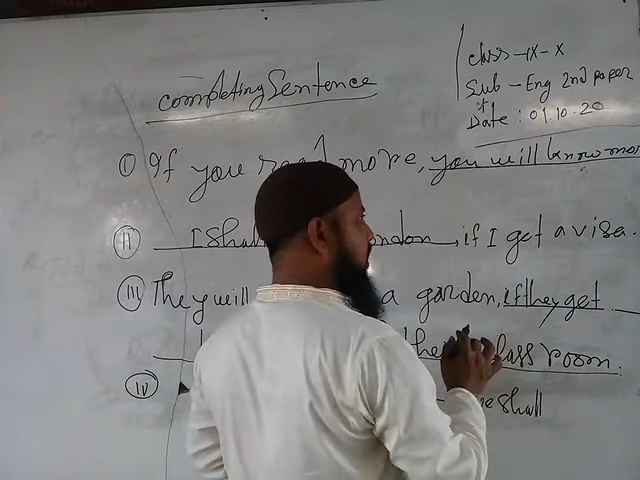 Completing Sentence
Class - IX - X
Sub - Eng 2nd paper
Date : 01.10.20
① If you read more, you will know more
ⅱ I shall London, if I get a visa.
ⅲ They will a garden, if they get
the class room.
ⅳ we shall